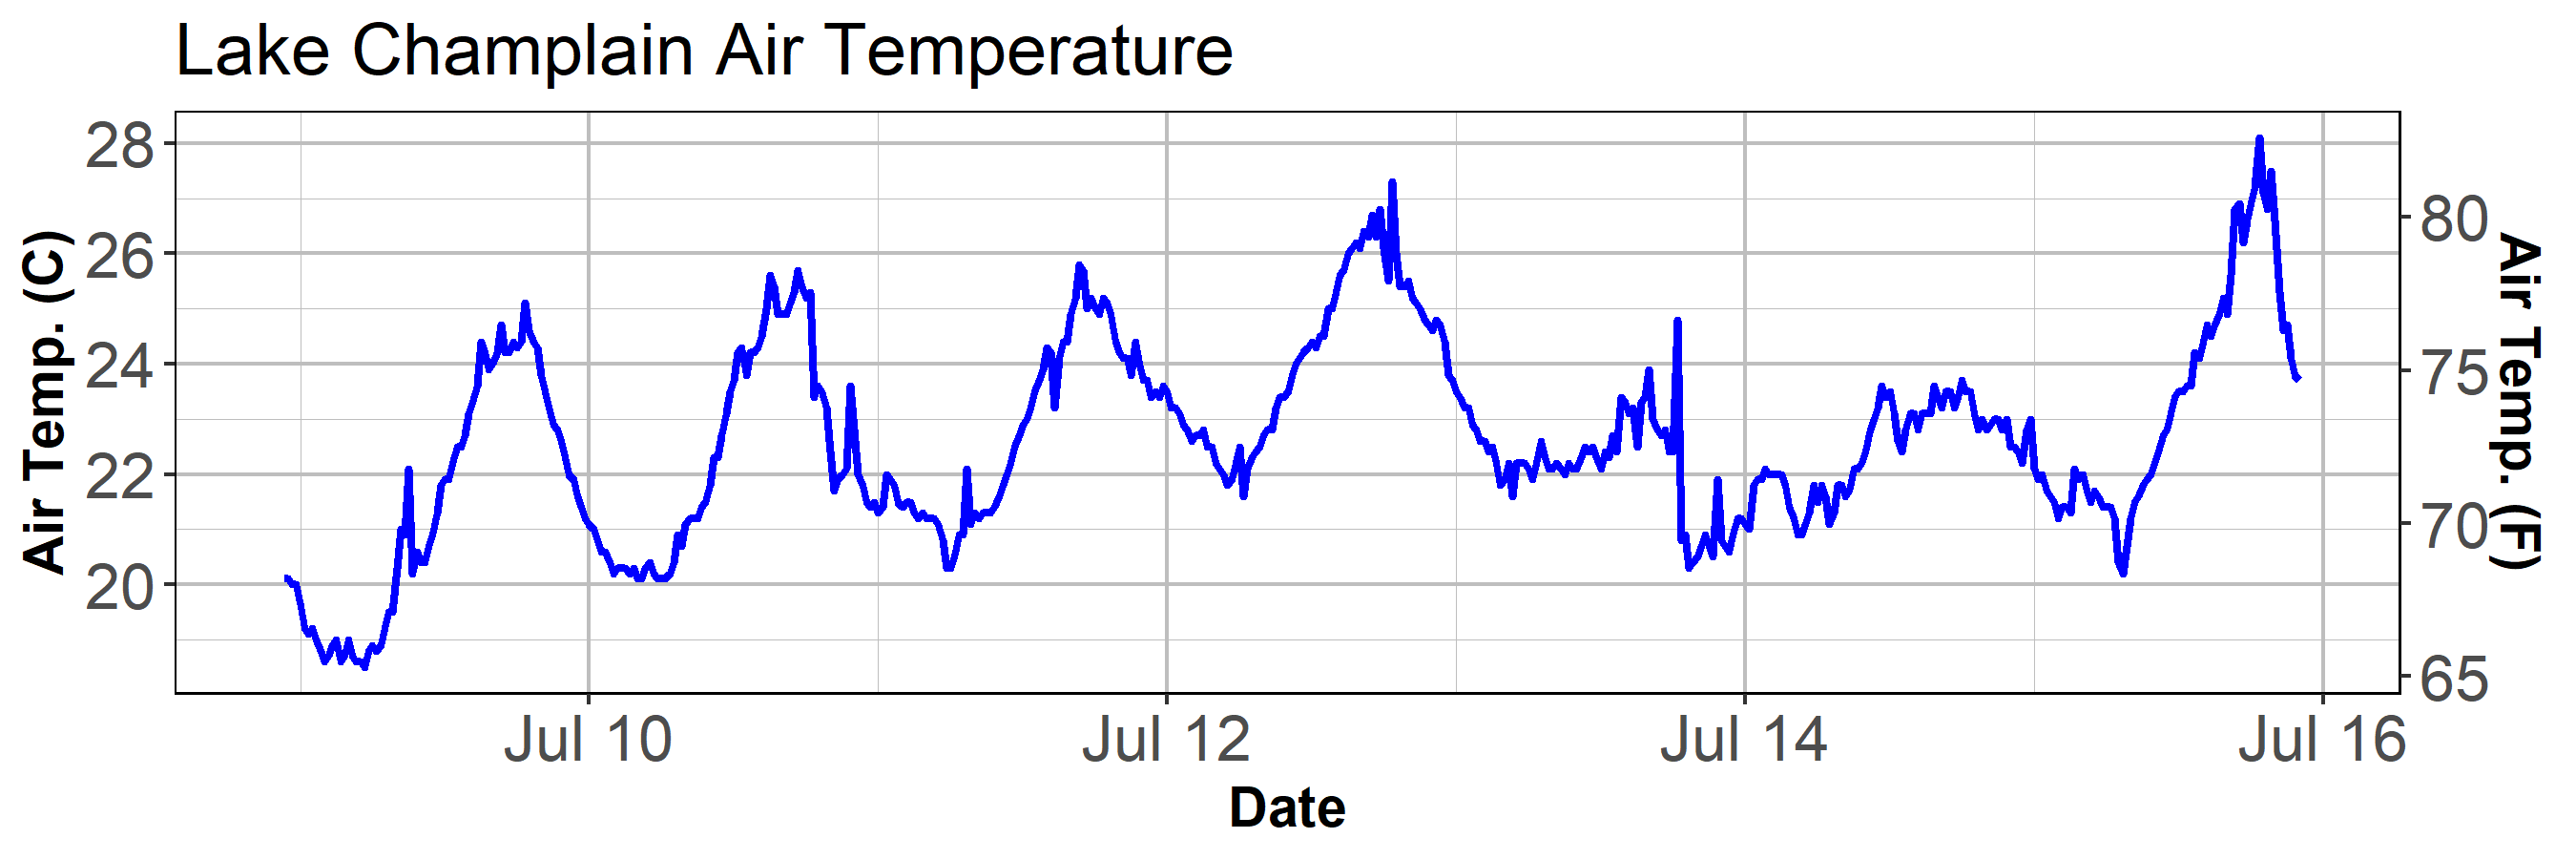 Lake Champlain Air Temperature
Air Temp. (C)
28
26
24
22
20
80
75
70
65
Air Temp. (F)
Jul 10 Jul 12 Jul 14 Jul 16
Date